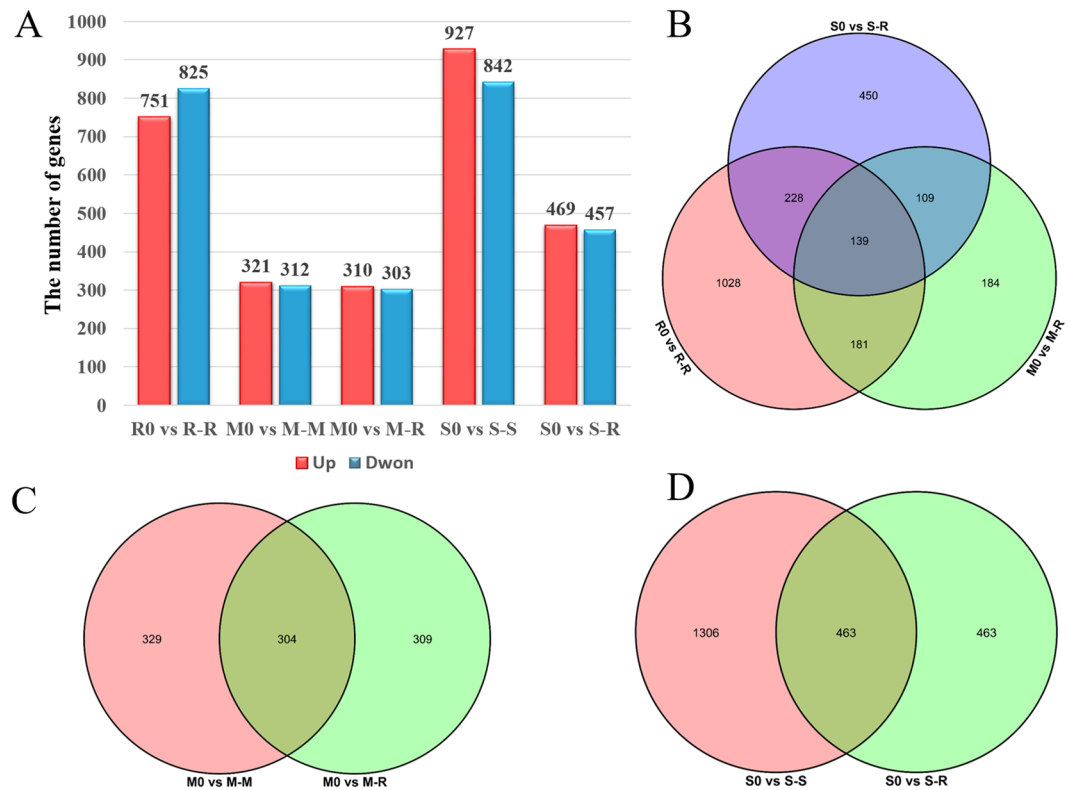 A
The number of genes
1000
900
800
700
600
500
400
300
200
100
0
751
825
321
312
310
303
927
842
469
457
R0 vs R-R
M0 vs M-M
M0 vs M-R
S0 vs S-S
S0 vs S-R
Up
Dwon
B
S0 vs S-R
450
228
109
139
1028
184
181
R0 vs R-R
M0 vs M-R
C
329
304
309
M0 vs M-M
M0 vs M-R
D
1306
463
463
S0 vs S-S
S0 vs S-R